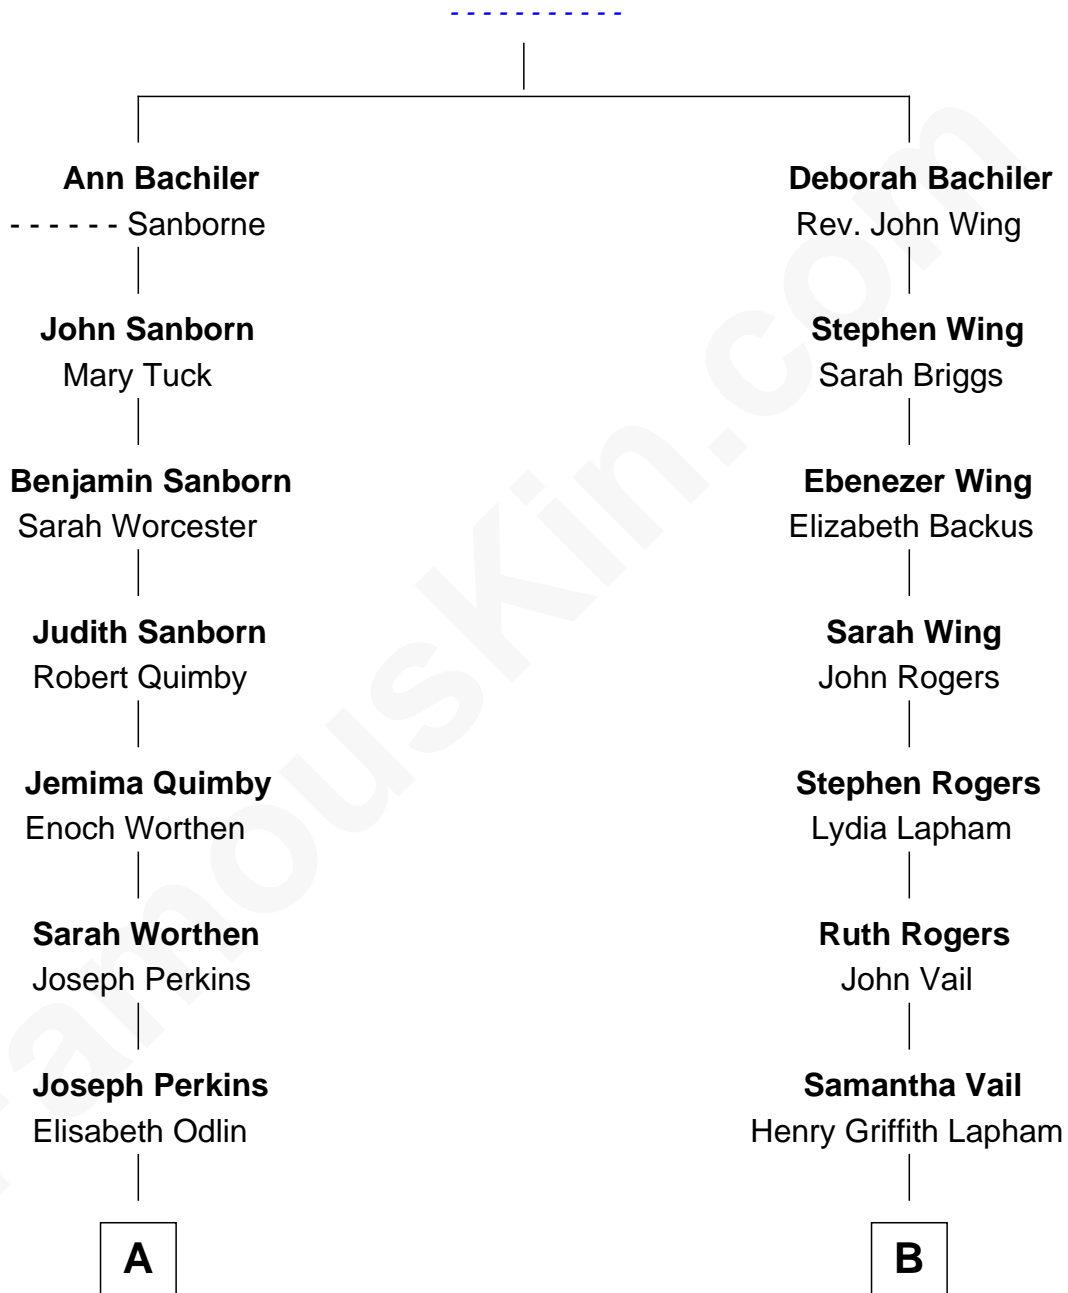 - - - - - - - - - - -
Ann Bachiler
- - - - - - Sanborne
Deborah Bachiler
Rev. John Wing
John Sanborn
Mary Tuck
Stephen Wing
Sarah Briggs
Benjamin Sanborn
Sarah Worcester
Ebenezer Wing
Elizabeth Backus
Judith Sanborn
Robert Quimby
Sarah Wing
John Rogers
Jemima Quimby
Enoch Worthen
Stephen Rogers
Lydia Lapham
Sarah Worthen
Joseph Perkins
Ruth Rogers
John Vail
Joseph Perkins
Elisabeth Odlin
Samantha Vail
Henry Griffith Lapham
A
B
FamousKin.com